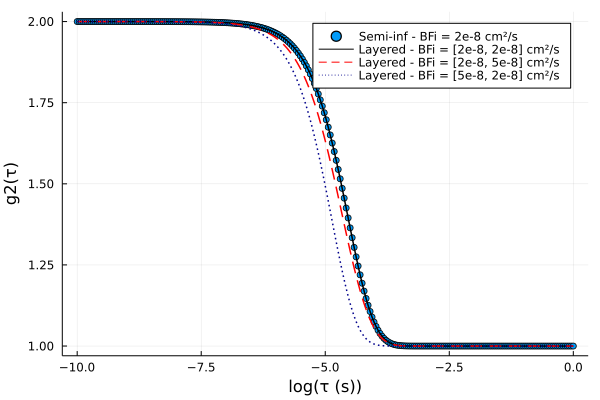 2.00
1.75
1.50
1.25
1.00
g2(τ)
Semi-inf - BFi = 2e-8 cm²/s
Layered - BFi = [2e-8, 2e-8] cm²/s
Layered - BFi = [2e-8, 5e-8] cm²/s
Layered - BFi = [5e-8, 2e-8] cm²/s
−10.0 −7.5 −5.0 −2.5 0.0
log(τ (s))